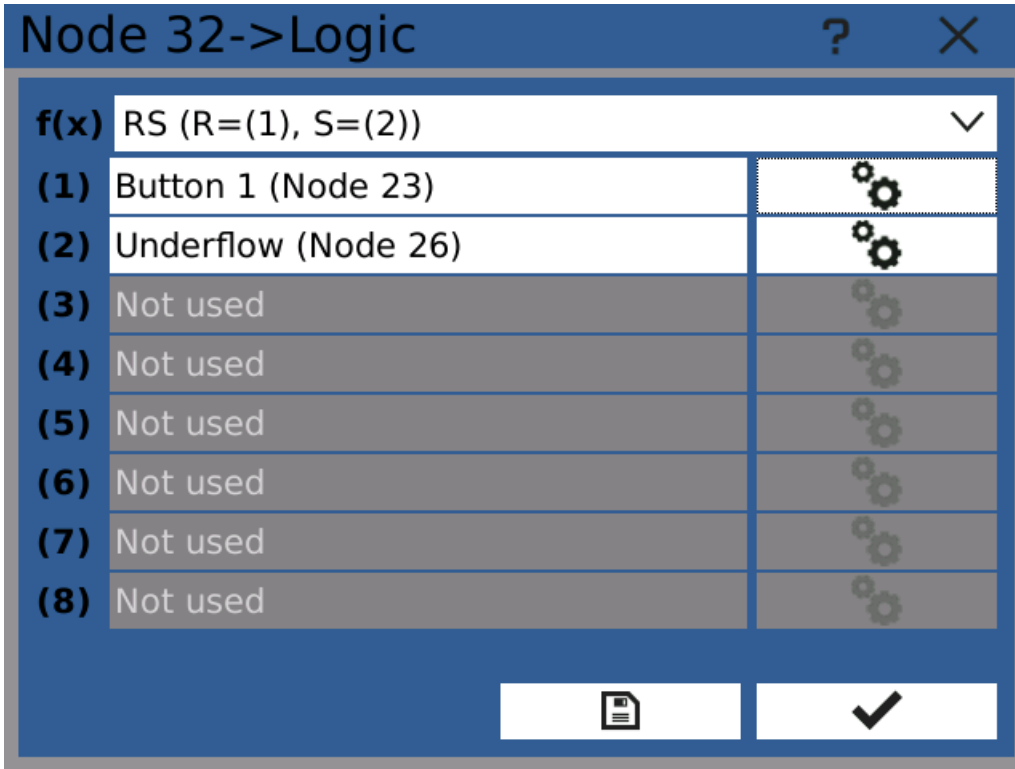 Node 32->Logic ?
f(x) RS (R=(1), S=(2))
(1) Button 1 (Node 23)
(2) Underflow (Node 26)
(3) Not used
(4) Not used
(5) Not used
(6) Not used
(7) Not used
(8) Not used